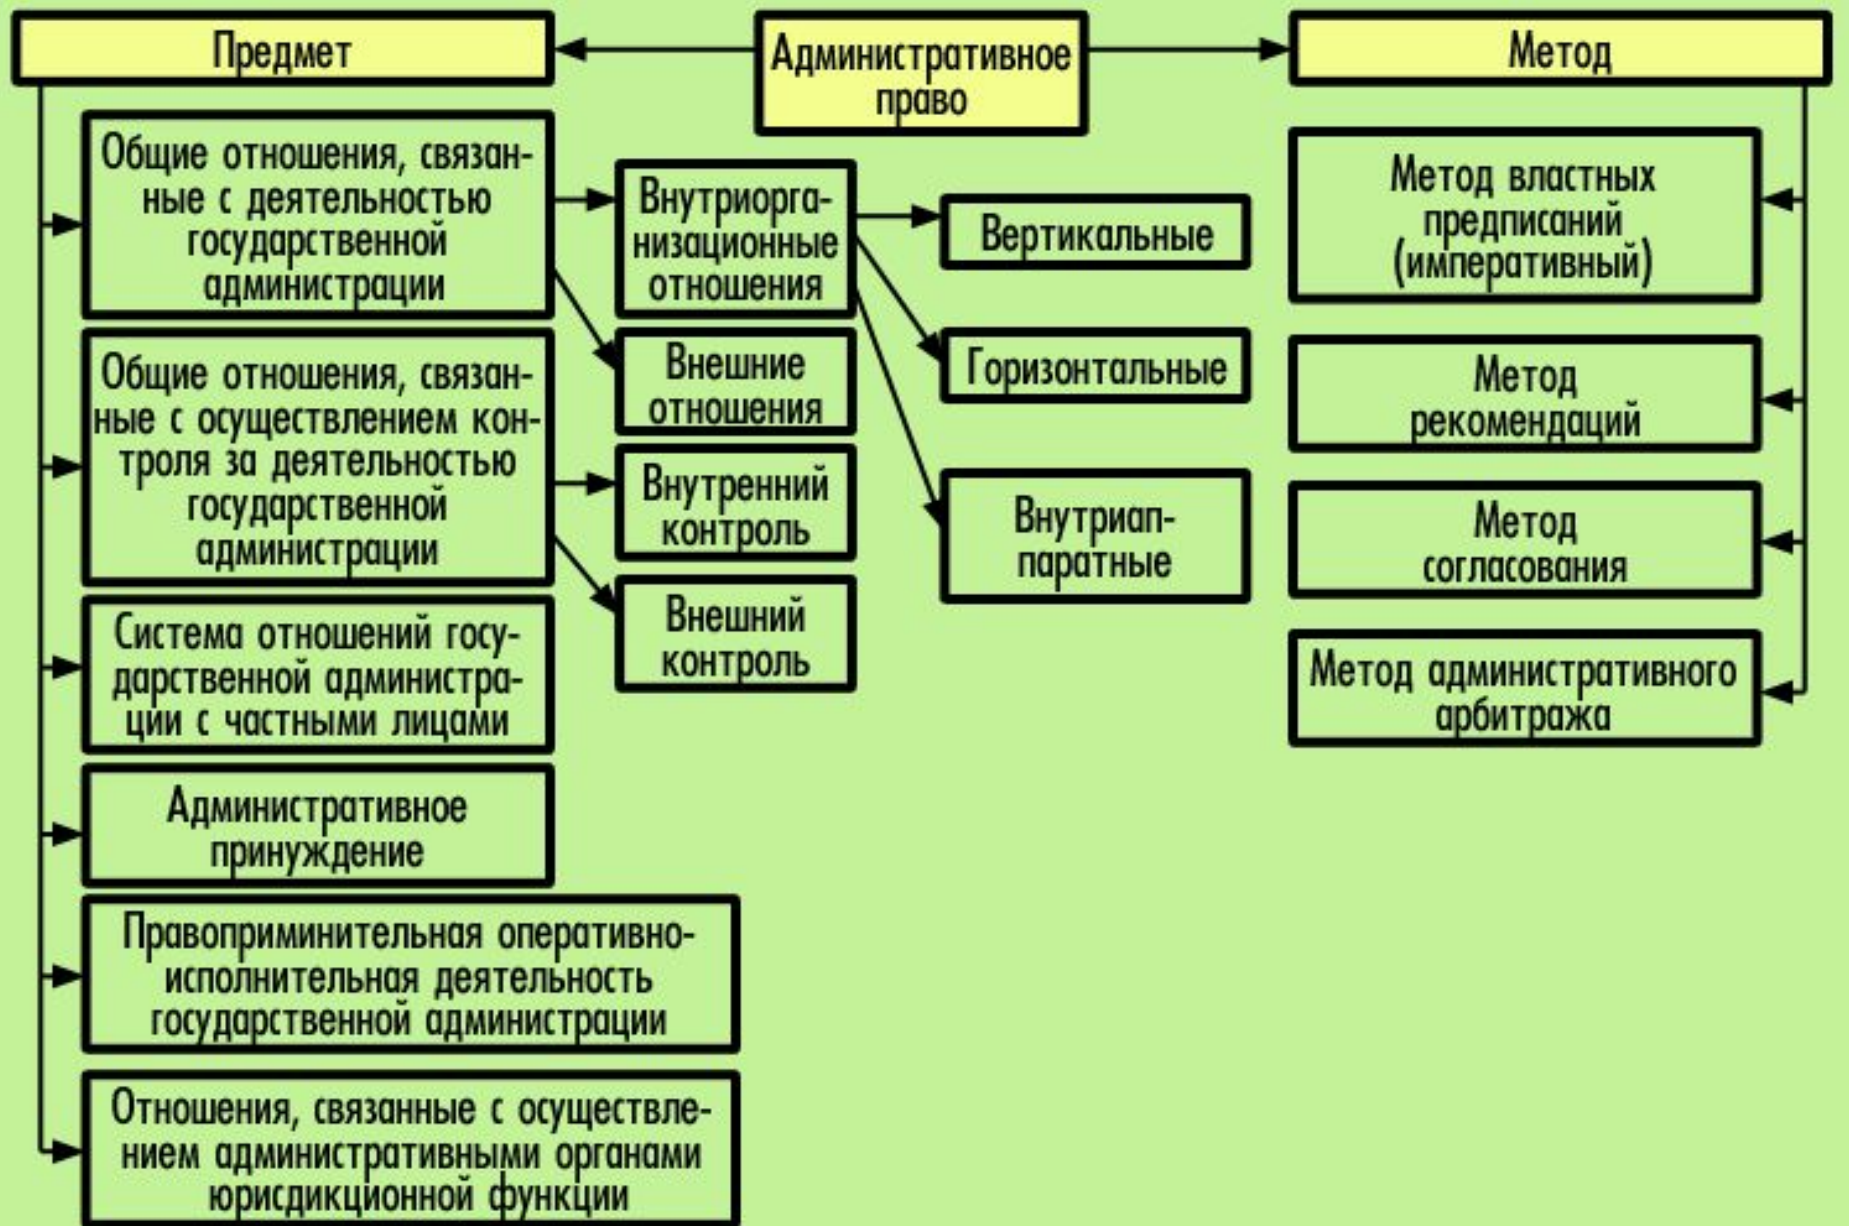 Предмет
Административное
право
Метод
Общие отношения, связан-
ные с деятельностью
государственной
администрации
Внутриорга-
низационные
отношения
Вертикальные
Горизонтальные
Внутриап-
паратные
Внешние
отношения
Общие отношения, связан-
ные с осуществлением кон-
троля за деятельностью
государственной
администрации
Внутренний
контроль
Внешний
контроль
Система отношений госу-
дарственной администра-
ции с частными лицами
Административное
принуждение
Правоприминительная оперативно-
исполнительная деятельность
государственной администрации
Отношения, связанные с осуществле-
нием административными органами
юрисдикционной функции
Метод властных
предписаний
(императивный)
Метод
рекомендаций
Метод
согласования
Метод административного
арбитража